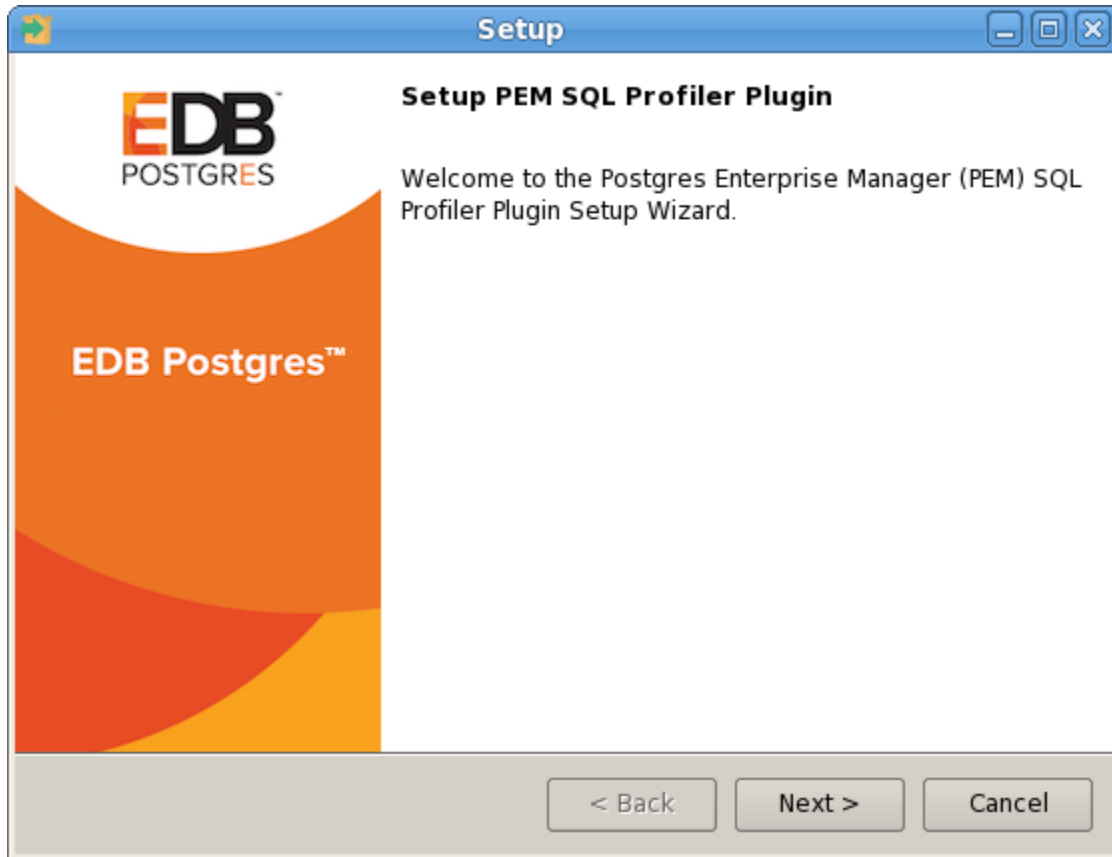 Setup
EDB™
POSTGRES
EDB Postgres™
Setup PEM SQL Profiler Plugin
Welcome to the Postgres Enterprise Manager (PEM) SQL
Profiler Plugin Setup Wizard.
< Back
Next >
Cancel